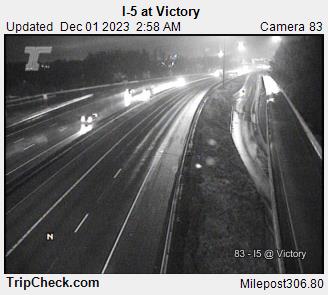 I-5 at Victory
Updated Dec 01 2023 2:58 AM Camera 83
T
N
83 - I5 @ Victory
TripCheck.com Milepost306.80